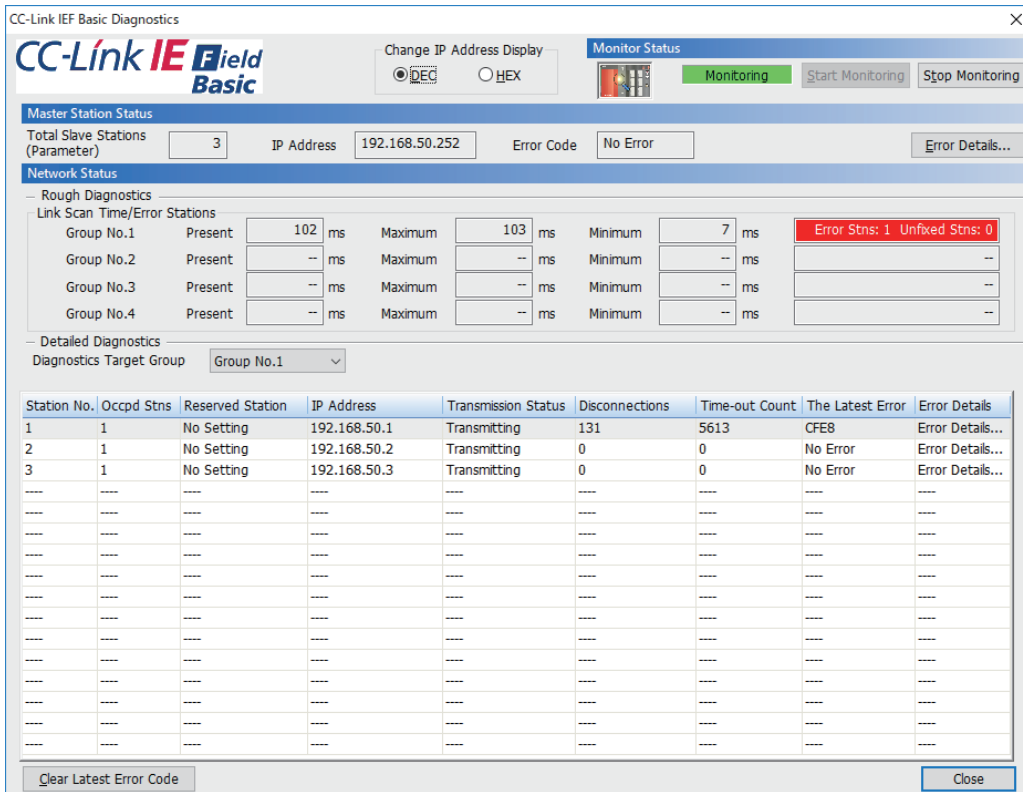 CC-Link IEF Basic Diagnostics
CC-Link IE Field Basic
Change IP Address Display
DEC HEX
Monitor Status
Monitoring Start Monitoring Stop Monitoring
Master Station Status
Total Slave Stations (Parameter) 3 IP Address 192.168.50.252 Error Code No Error Error Details...
Network Status
Rough Diagnostics
Link Scan Time/Error Stations
Group No.1 Present 102 ms Maximum 103 ms Minimum 7 ms Error Stns: 1 Unfixed Stns: 0
Group No.2 Present -- ms Maximum -- ms Minimum -- ms --
Group No.3 Present -- ms Maximum -- ms Minimum -- ms --
Group No.4 Present -- ms Maximum -- ms Minimum -- ms --
Detailed Diagnostics
Diagnostics Target Group Group No.1
Station No. Occpd Stns Reserved Station IP Address Transmission Status Disconnections Time-out Count The Latest Error Error Details
1 1 No Setting 192.168.50.1 Transmitting 131 5613 CFE8 Error Details...
2 1 No Setting 192.168.50.2 Transmitting 0 0 No Error Error Details...
3 1 No Setting 192.168.50.3 Transmitting 0 0 No Error Error Details...
---- ---- ---- ---- ---- ---- ---- ---- ----
---- ---- ---- ---- ---- ---- ---- ---- ----
---- ---- ---- ---- ---- ---- ---- ---- ----
---- ---- ---- ---- ---- ---- ---- ---- ----
---- ---- ---- ---- ---- ---- ---- ---- ----
---- ---- ---- ---- ---- ---- ---- ---- ----
---- ---- ---- ---- ---- ---- ---- ---- ----
---- ---- ---- ---- ---- ---- ---- ---- ----
---- ---- ---- ---- ---- ---- ---- ---- ----
---- ---- ---- ---- ---- ---- ---- ---- ----
---- ---- ---- ---- ---- ---- ---- ---- ----
---- ---- ---- ---- ---- ---- ---- ---- ----
---- ---- ---- ---- ---- ---- ---- ---- ----
Clear Latest Error Code Close